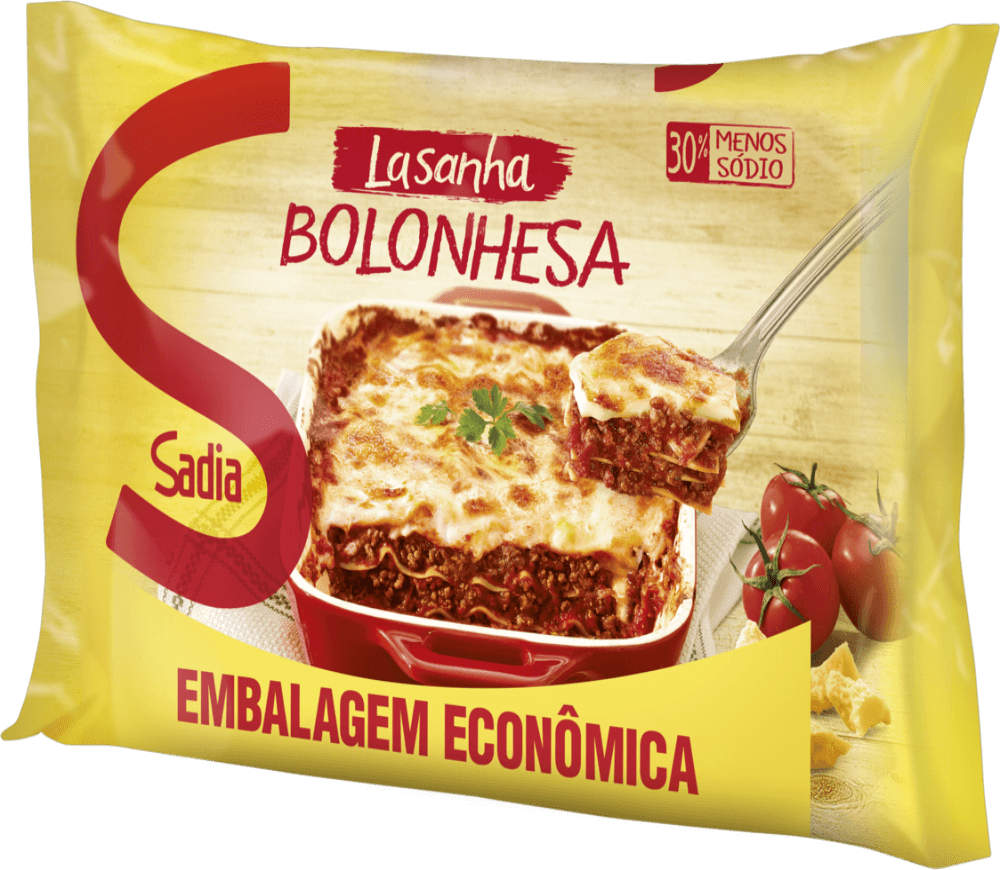 Lasanha
BOLONHESA
30% MENOS
SÓDIO
Sadia
EMBALAGEM ECONÔMICA